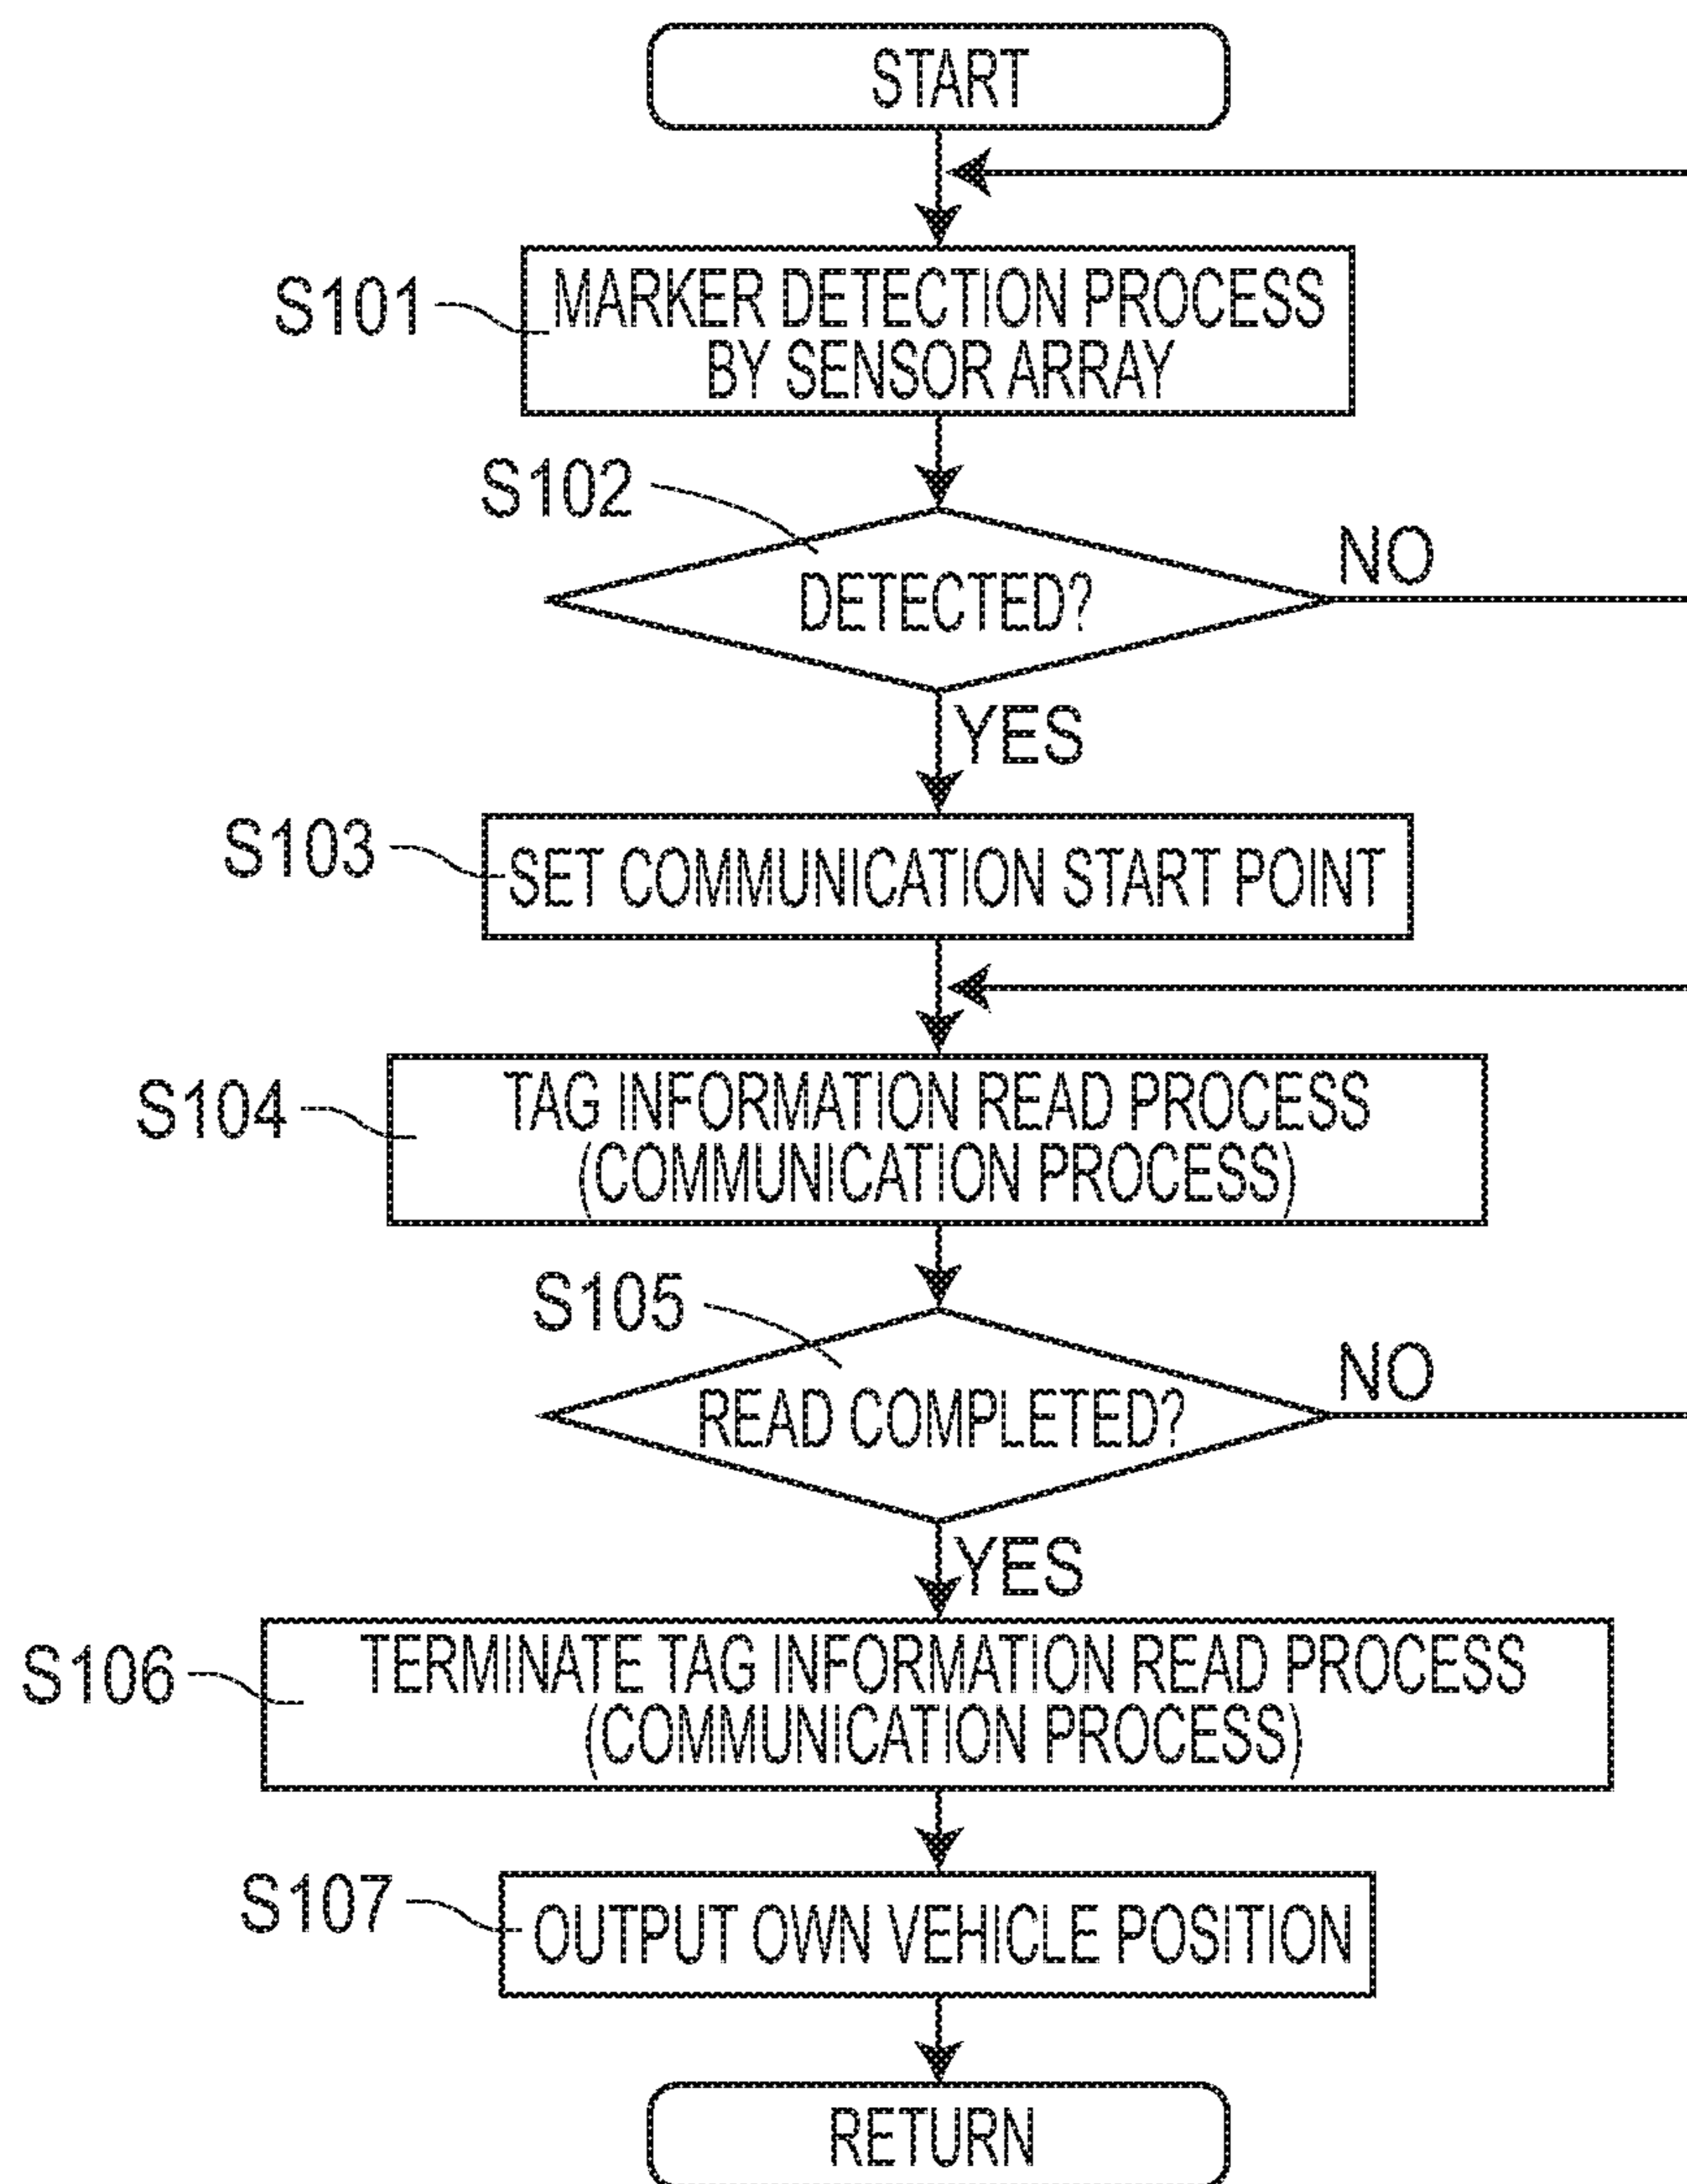 START
S101
MARKER DETECTION PROCESS
BY SENSOR ARRAY
S102
DETECTED?
NO
YES
S103
SET COMMUNICATION START POINT
S104
TAG INFORMATION READ PROCESS
(COMMUNICATION PROCESS)
S105
READ COMPLETED?
NO
YES
S106
TERMINATE TAG INFORMATION READ PROCESS
(COMMUNICATION PROCESS)
S107
OUTPUT OWN VEHICLE POSITION
RETURN